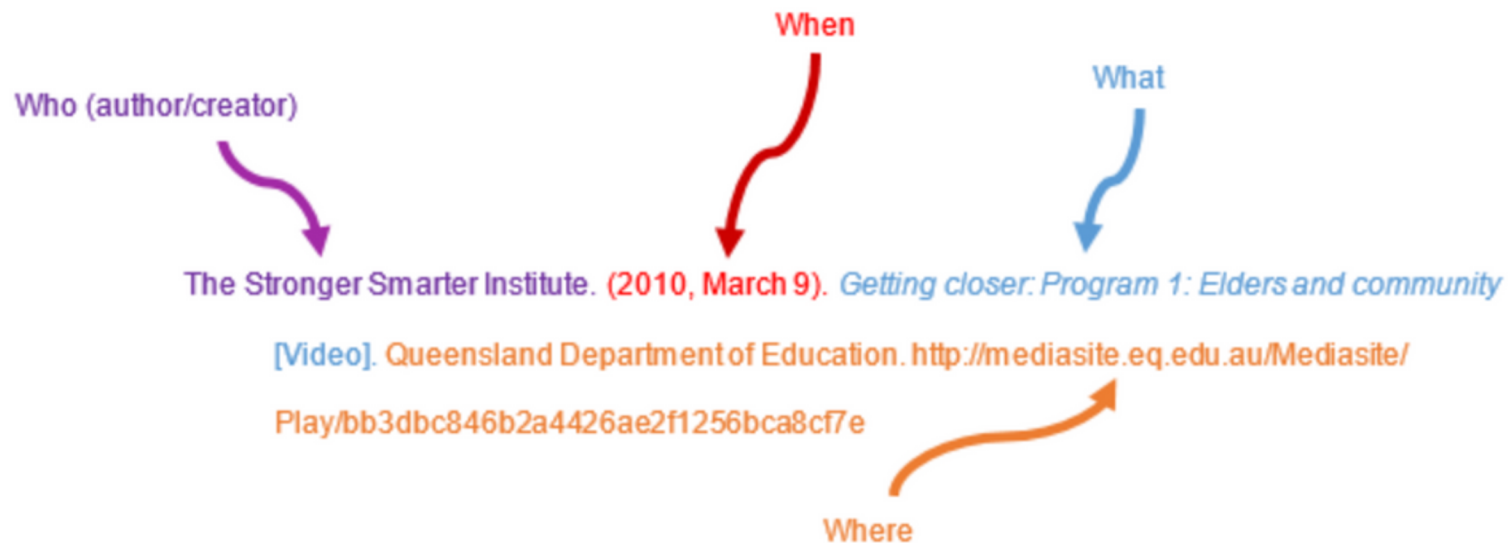 When
What
Who (author/creator)
The Stronger Smarter Institute. (2010, March 9). Getting closer: Program 1: Elders and community
[Video]. Queensland Department of Education. http://mediasite.eq.edu.au/Mediasite/
Play/bb3dbc846b2a4426ae2f1256bca8cf7e
Where